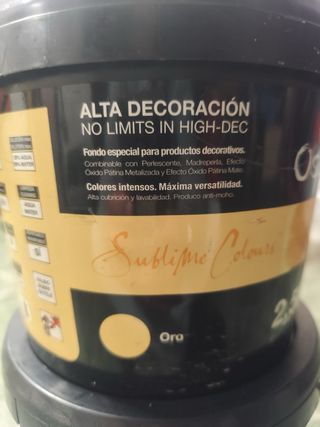 ALTA DECORACIÓN
NO LIMITS IN HIGH-DEC
Fondo especial para productos decorativos.
Combinable con Perlescente, Madreperla, Efecto
Óxido Pátina Metalizada y Efecto Óxido Pátina Mate.
Colores intensos. Máxima versatilidad.
Alta cubrición y lavabilidad. Produco anti-moho.
Sublime Colours
Oro